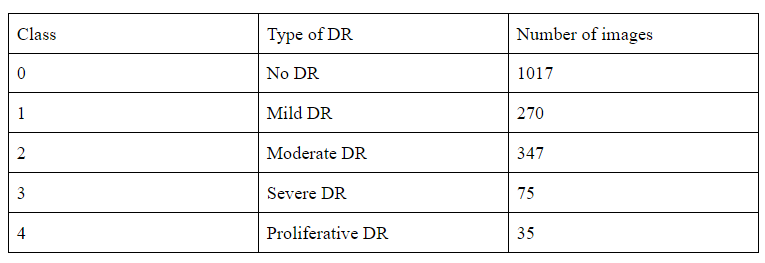 Class Type of DR Number of images
0 No DR 1017
1 Mild DR 270
2 Moderate DR 347
3 Severe DR 75
4 Proliferative DR 35